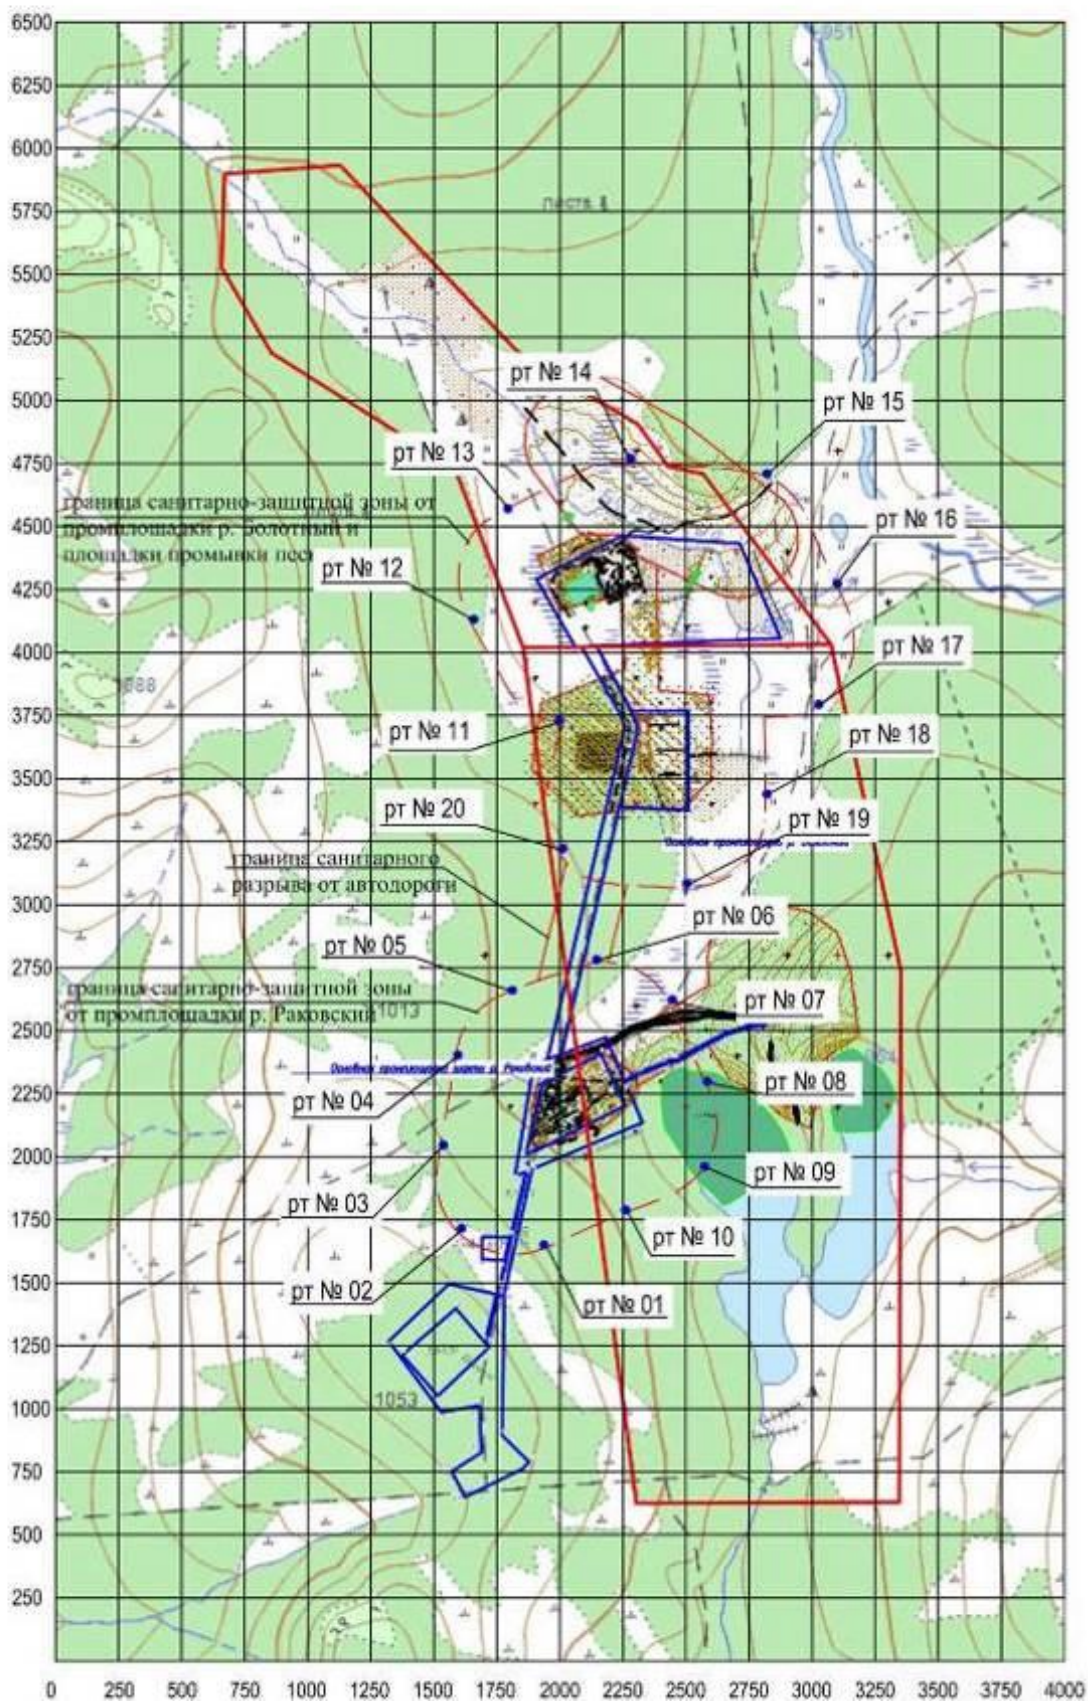 6500
951
6250
6000
5750
5500
5250
рт № 14
5000
рт № 15
4750
рт № 13
граница санитарно-защитной зоны от
4500
промплощадки р. Болотный и
рт № 16
площадки промывки
рт № 12
4250
рт № 17
4000
1088
3750
рт № 11
рт № 18
3500
рт № 20
рт № 19
3250
граница санитарного
разрыва от автодороги
3000
рт № 06
рт № 05
2750
граница санитарно-защитной зоны
рт № 07
от промплощадки р. Раковский
1013
2500
2250
рт № 08
рт № 04
2000
рт № 09
рт № 03
1750
рт № 10
рт № 02
рт № 01
1500
1250
1053
1000
750
500
250
0 250 500 750 1000 1250 1500 1750 2000 2250 2500 2750 3000 3250 3500 3750 4000